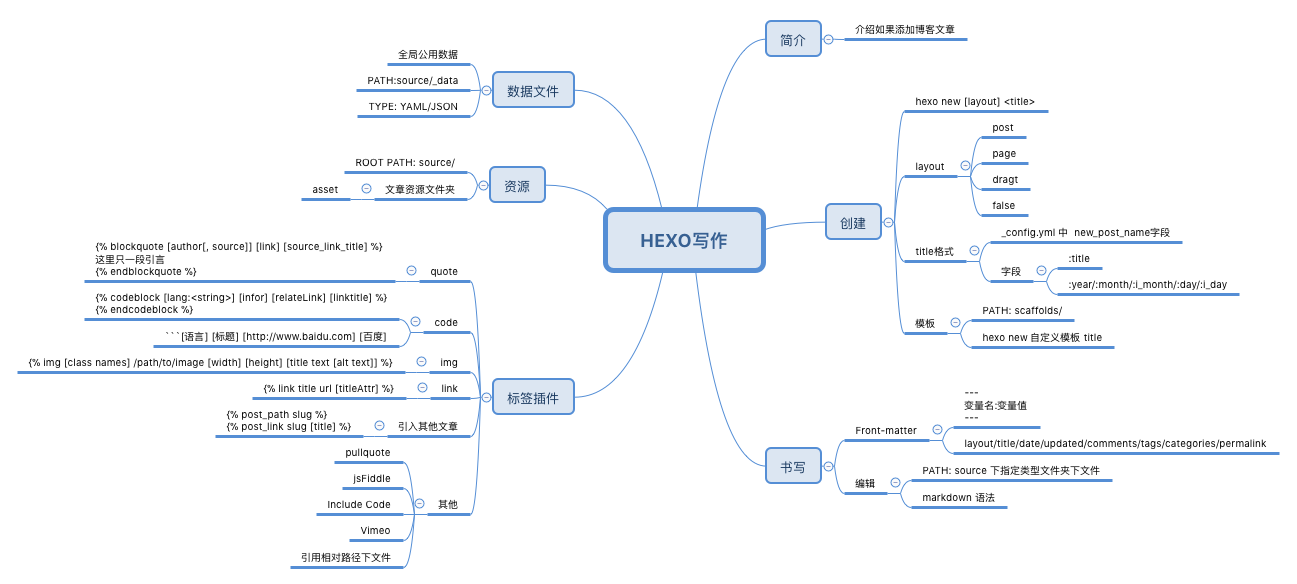 HEXO写作
简介
介绍如果添加博客文章
创建
hexo new [layout] <title>
layout
post
page
dragt
false
title格式
_config.yml 中  new_post_name字段
字段
:title
:year/:month/:i_month/:day/:i_day
模板
PATH: scaffolds/
hexo new 自定义模板 title
书写
Front-matter
---
变量名:变量值
---
layout/title/date/updated/comments/tags/categories/permalink
编辑
PATH: source 下指定类型文件夹下文件
markdown 语法
数据文件
全局公用数据
PATH:source/_data
TYPE: YAML/JSON
资源
ROOT PATH: source/
文章资源文件夹
asset
标签插件
quote
{% blockquote [author[, source]] [link] [source_link_title] %}
这里只一段引言
{% endblockquote %}
code
{% codeblock [lang:<string>] [infor] [relateLink] [linktitle] %}
{% endcodeblock %}
```[语言] [标题] [http://www.baidu.com] [百度]
img
{% img [class names] /path/to/image [width] [height] [title text [alt text]] %}
link
{% link title url [titleAttr] %}
引入其他文章
{% post_path slug %}
{% post_link slug [title] %}
其他
pullquote
jsFiddle
Include Code
Vimeo
引用相对路径下文件